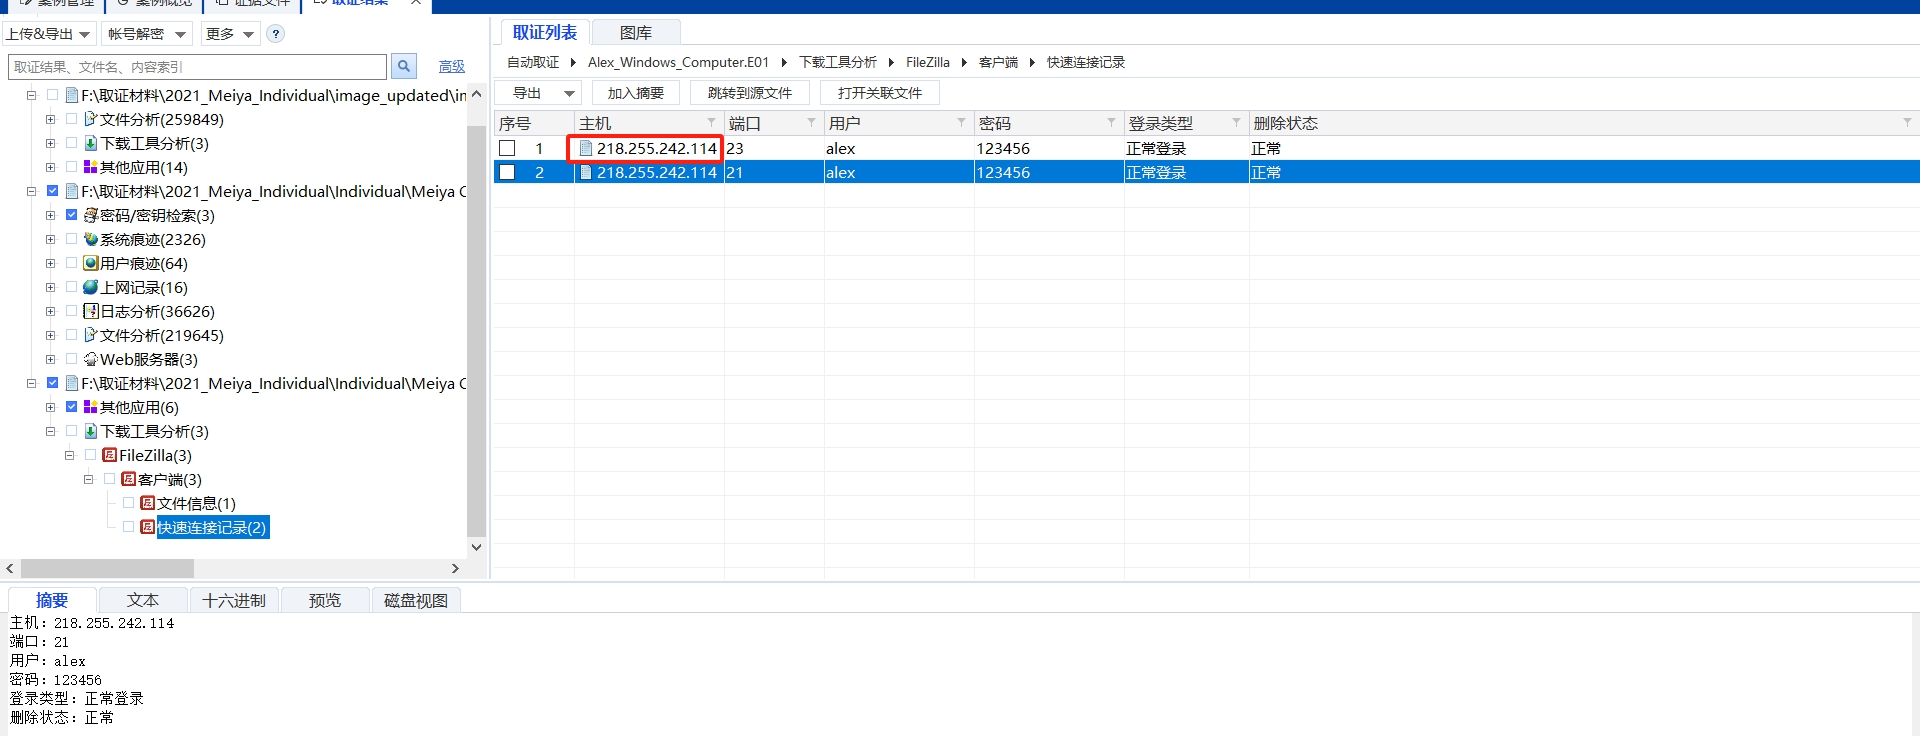 案例管理 案例概览 证据文件 取证结果
上传&导出 帐号解密 更多 ?
取证结果、文件名、内容索引 高级
F:\取证材料\2021_Meiya_Individual\image_updated\in
文件分析(259849)
下载工具分析(3)
其他应用(14)
F:\取证材料\2021_Meiya_Individual\Individual\Meiya C
密码/密钥检索(3)
系统痕迹(2326)
用户痕迹(64)
上网记录(16)
日志分析(36626)
文件分析(219645)
Web服务器(3)
F:\取证材料\2021_Meiya_Individual\Individual\Meiya C
其他应用(6)
下载工具分析(3)
FileZilla(3)
客户端(3)
文件信息(1)
快速连接记录(2)
取证列表 图库
自动取证 Alex_Windows_Computer.E01 下载工具分析 FileZilla 客户端 快速连接记录
导出 加入摘要 跳转到源文件 打开关联文件
序号 主机 端口 用户 密码 登录类型 删除状态
1 218.255.242.114 23 alex 123456 正常登录 正常
2 218.255.242.114 21 alex 123456 正常登录 正常
摘要 文本 十六进制 预览 磁盘视图
主机：218.255.242.114
端口：21
用户：alex
密码：123456
登录类型：正常登录
删除状态：正常